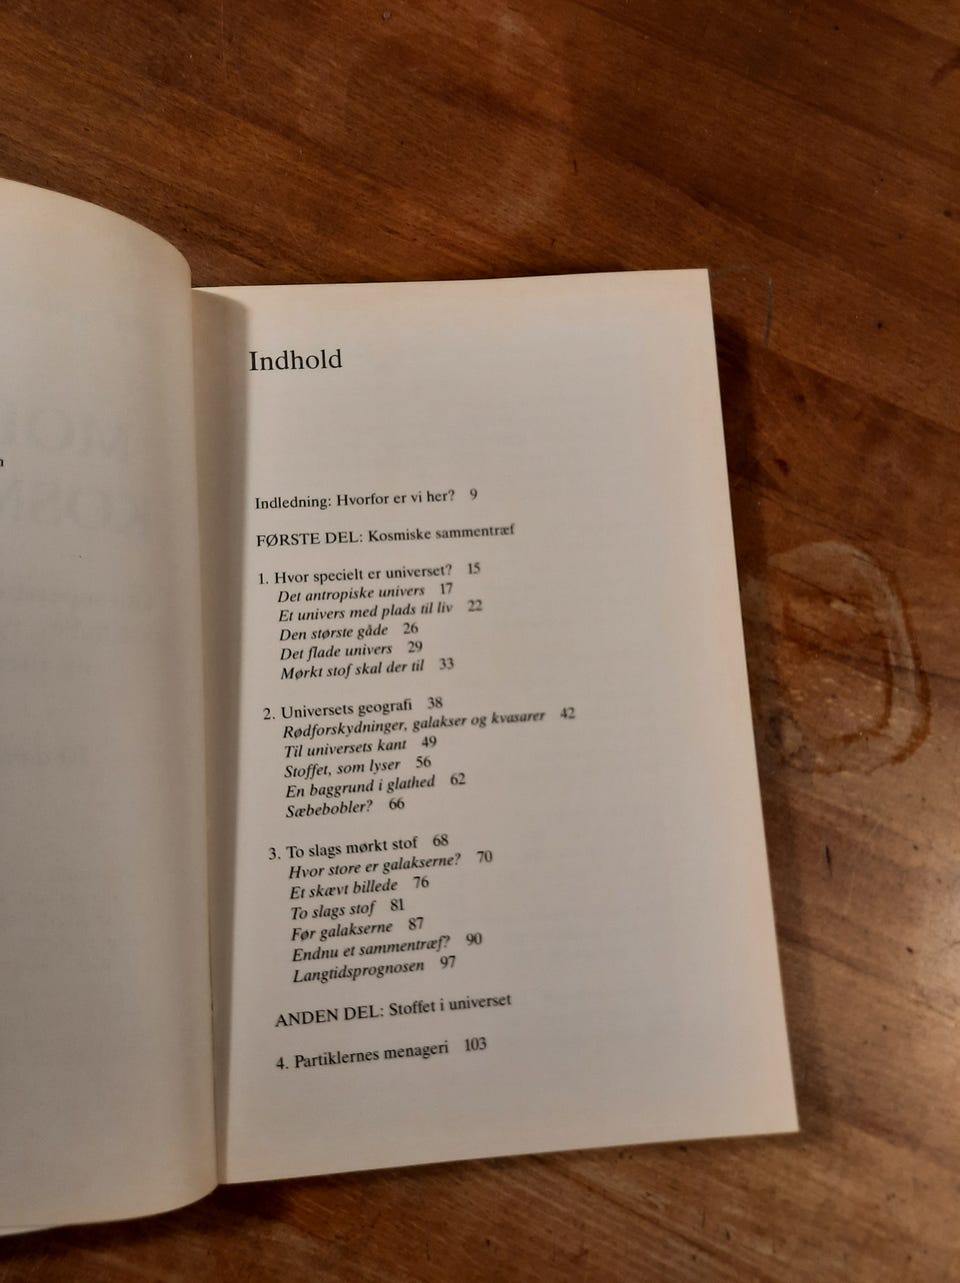 Indhold
Indledning: Hvorfor er vi her? 9
FØRSTE DEL: Kosmiske sammentræf
1. Hvor specielt er universet? 15
Det antropiske univers 17
Et univers med plads til liv 22
Den største gåde 26
Det flade univers 29
Mørkt stof skal der til 33
2. Universets geografi 38
Rødforskydninger, galakser og kvasarer 42
Til universets kant 49
Stoffet, som lyser 56
En baggrund i glathed 62
Sæbebobler? 66
3. To slags mørkt stof 68
Hvor store er galakserne? 70
Et skævt billede 76
To slags stof 81
Før galakserne 87
Endnu et sammentræf? 90
Langtidsprognosen 97
ANDEN DEL: Stoffet i universet
4. Partiklernes menageri 103